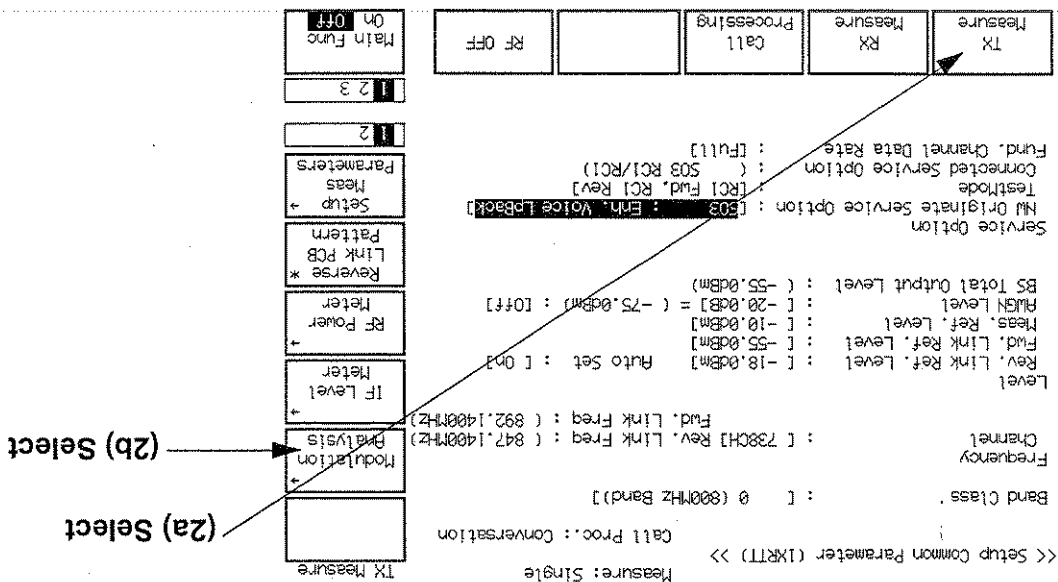 Measure: Single
<< Setup Common Parameter (1XRTT) >>
Call Proc.: Conversation
Band Class : [ 0 (800MHz Band)]
Frequency
Channel : [ 738CH] Rev. Link Freq : ( 847.1400MHz)
Fwd. Link Freq : ( 892.1400MHz)
Level
Rev. Link Ref. Level : [ -18.0dBm] Auto Set : [ On]
Fwd. Link Ref. Level : [ -55.0dBm]
Meas. Ref. Level : [ -10.0dBm]
AWGN Level : [ -20.0dB] = ( -75.0dBm) : [Off]
BS Total Output Level : ( -55.0dBm)
Service Option
NW Originate Service Option : [503 : Enh. Voice LpBack]
TestMode : [RC1 Fwd, RC1 Rev]
Connected Service Option : ( 503 RC1/RC1)
Fund. Channel Data Rate : [Full]
TX
Measure
RX
Measure
Call
Processing
RF OFF
TX Measure
→
Modulation
Analysis
→
IF Level
Meter
→
RF Power
Meter
*
Reverse
Link PCB
Pattern
→
Setup
Meas
Parameters
1 2
1 2 3
Main Func
On Off
(2a) Select
(2b) Select